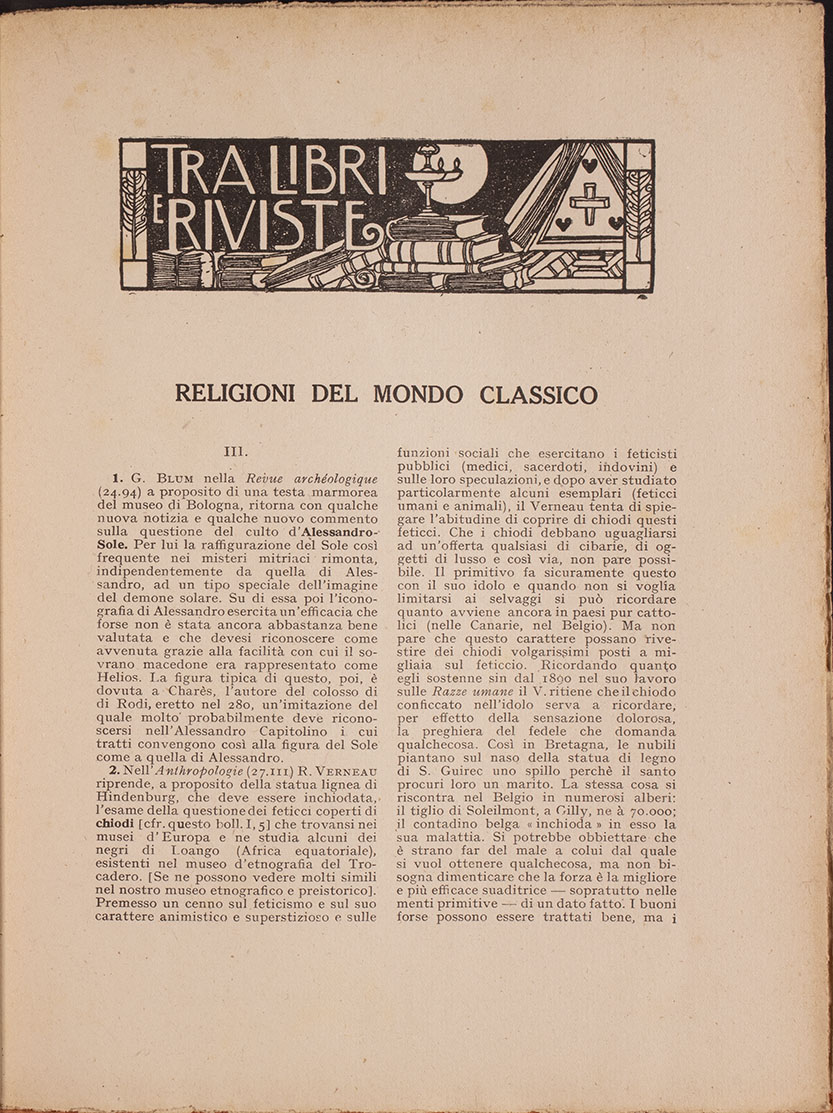 TRA LIBRI
E RIVISTE
RELIGIONI DEL MONDO CLASSICO
III.
1. G. BLUM nella Revue archéologique
(24.94) a proposito di una testa marmorea
del museo di Bologna, ritorna con qualche
nuova notizia e qualche nuovo commento
sulla questione del culto d'Alessandro-
Sole. Per lui la raffigurazione del Sole così
frequente nei misteri mitriaci rimonta,
indipendentemente da quella di Ales-
sandro, ad un tipo speciale dell'imagine
del demone solare. Su di essa poi l'icono-
grafia di Alessandro esercita un'efficacia che
forse non è stata ancora abbastanza bene
valutata e che devesi riconoscere come
avvenuta grazie alla facilità con cui il so-
vrano macedone era rappresentato come
Helios. La figura tipica di questo, poi, è
dovuta a Charès, l'autore del colosso di
di Rodi, eretto nel 280, un'imitazione del
quale molto probabilmente deve ricono-
scersi nell'Alessandro Capitolino i cui
tratti convengono così alla figura del Sole
come a quella di Alessandro.
2. Nell'Anthropologie (27.III) R. VERNEAU
riprende, a proposito della statua lignea di
Hindenburg, che deve essere inchiodata,
l'esame della questione dei feticci coperti di
chiodi [cfr. questo boll. I, 5] che trovansi nei
musei d'Europa e ne studia alcuni dei
negri di Loango (Africa equatoriale),
esistenti nel museo d'etnografia del Tro-
cadero. [Se ne possono vedere molti simili
nel nostro museo etnografico e preistorico].
Premesso un cenno sul feticismo e sul suo
carattere animistico e superstizioso e sulle
funzioni sociali che esercitano i feticisti
pubblici (medici, sacerdoti, indovini) e
sulle loro speculazioni, e dopo aver studiato
particolarmente alcuni esemplari (feticci
umani e animali), il Verneau tenta di spie-
gare l'abitudine di coprire di chiodi questi
feticci. Che i chiodi debbano uguagliarsi
ad un'offerta qualsiasi di cibarie, di og-
getti di lusso e così via, non pare possi-
bile. Il primitivo fa sicuramente questo
con il suo idolo e quando non si voglia
limitarsi ai selvaggi si può ricordare
quanto avviene ancora in paesi pur catto-
lici (nelle Canarie, nel Belgio). Ma non
pare che questo carattere possano rive-
stire dei chiodi volgarissimi posti a mi-
gliaia sul feticcio. Ricordando quanto
egli sostenne sin dal 1890 nel suo lavoro
sulle Razze umane il V. ritiene che il chiodo
conficcato nell'idolo serva a ricordare,
per effetto della sensazione dolorosa,
la preghiera del fedele che domanda
qualchecosa. Così in Bretagna, le nubili
piantano sul naso della statua di legno
di S. Guirec uno spillo perchè il santo
procuri loro un marito. La stessa cosa si
riscontra nel Belgio in numerosi alberi:
il tiglio di Soleilmont, a Gilly, ne à 70.000;
il contadino belga « inchioda » in esso la
sua malattia. Si potrebbe obbiettare che
è strano far del male a colui dal quale
si vuol ottenere qualchecosa, ma non bi-
sogna dimenticare che la forza è la migliore
e più efficace suaditrice — sopratutto nelle
menti primitive — di un dato fatto. I buoni
forse possono essere trattati bene, ma i